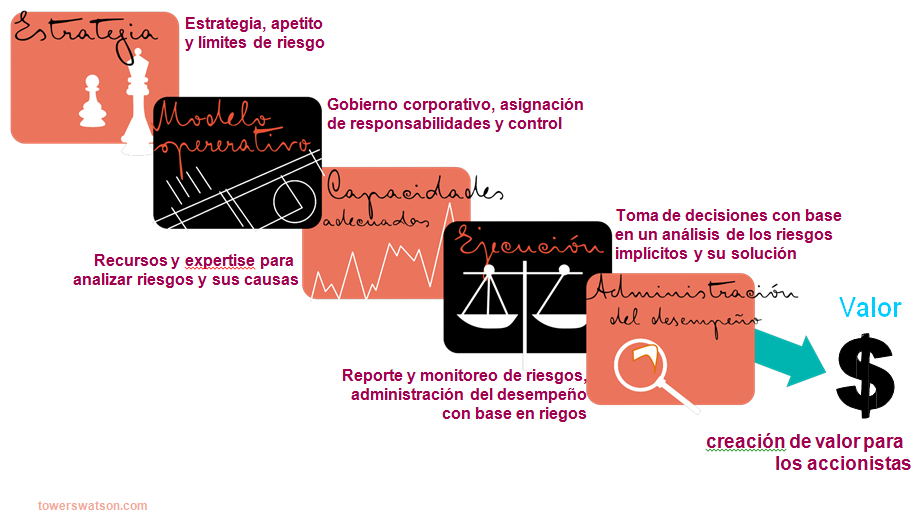 Estrategia
Estrategia, apetito
y límites de riesgo
Modelo
opererativo
Gobierno corporativo, asignación
de responsabilidades y control
Capacidades
adecuados
Recursos y expertise para
analizar riesgos y sus causas
Ejecución
Toma de decisiones con base
en un análisis de los riesgos
implícitos y su solución
Administración
del desempeño
Reporte y monitoreo de riesgos,
administración del desempeño
con base en riegos
Valor
$
creación de valor para
los accionistas
towerswatson.com